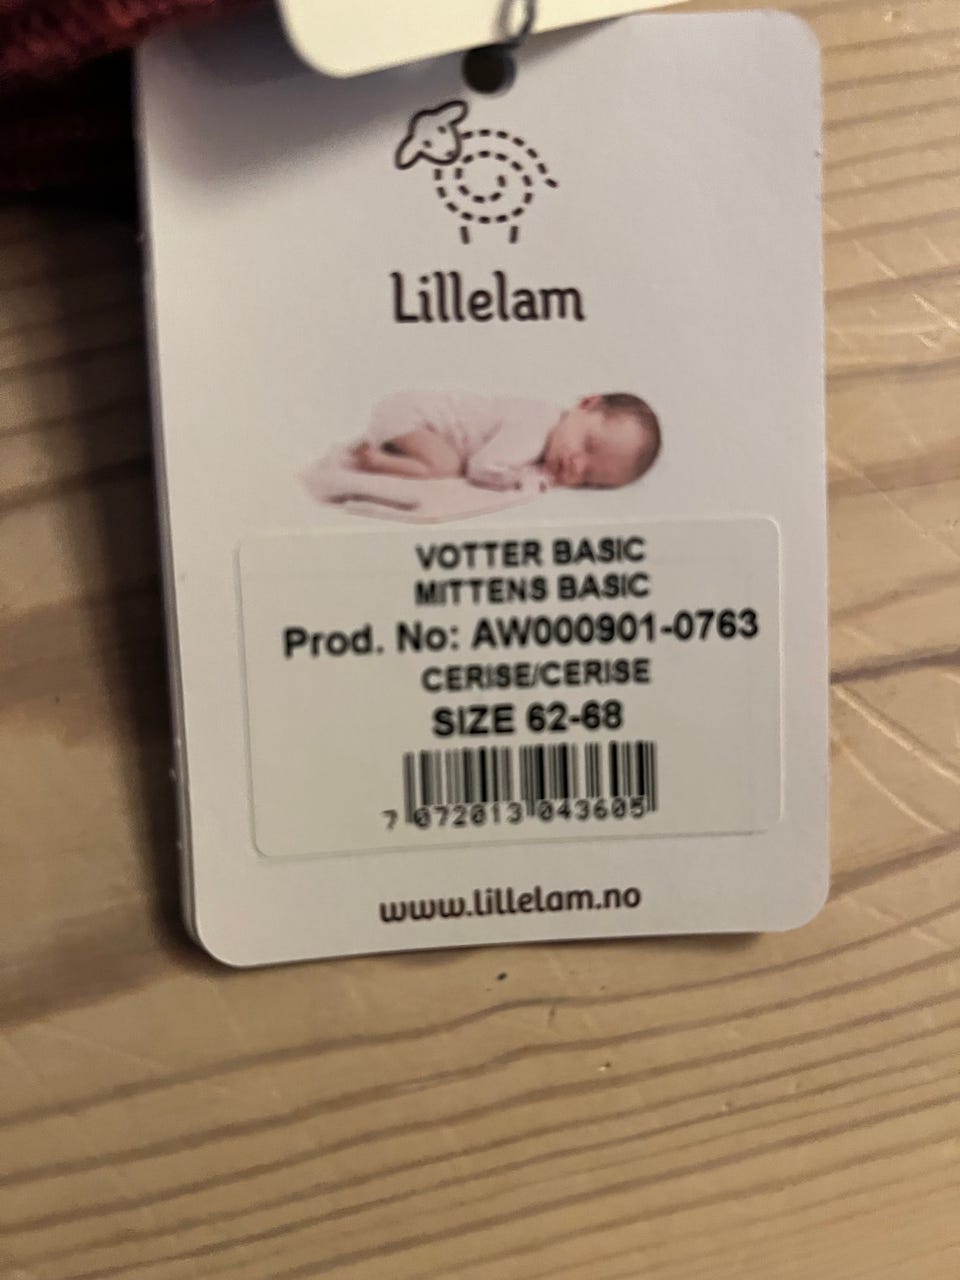 Lillelam
VOTTER BASIC
MITTENS BASIC
Prod. No: AW000901-0763
CERISE/CERISE
SIZE 62-68
7 072013 043605
www.lillelam.no